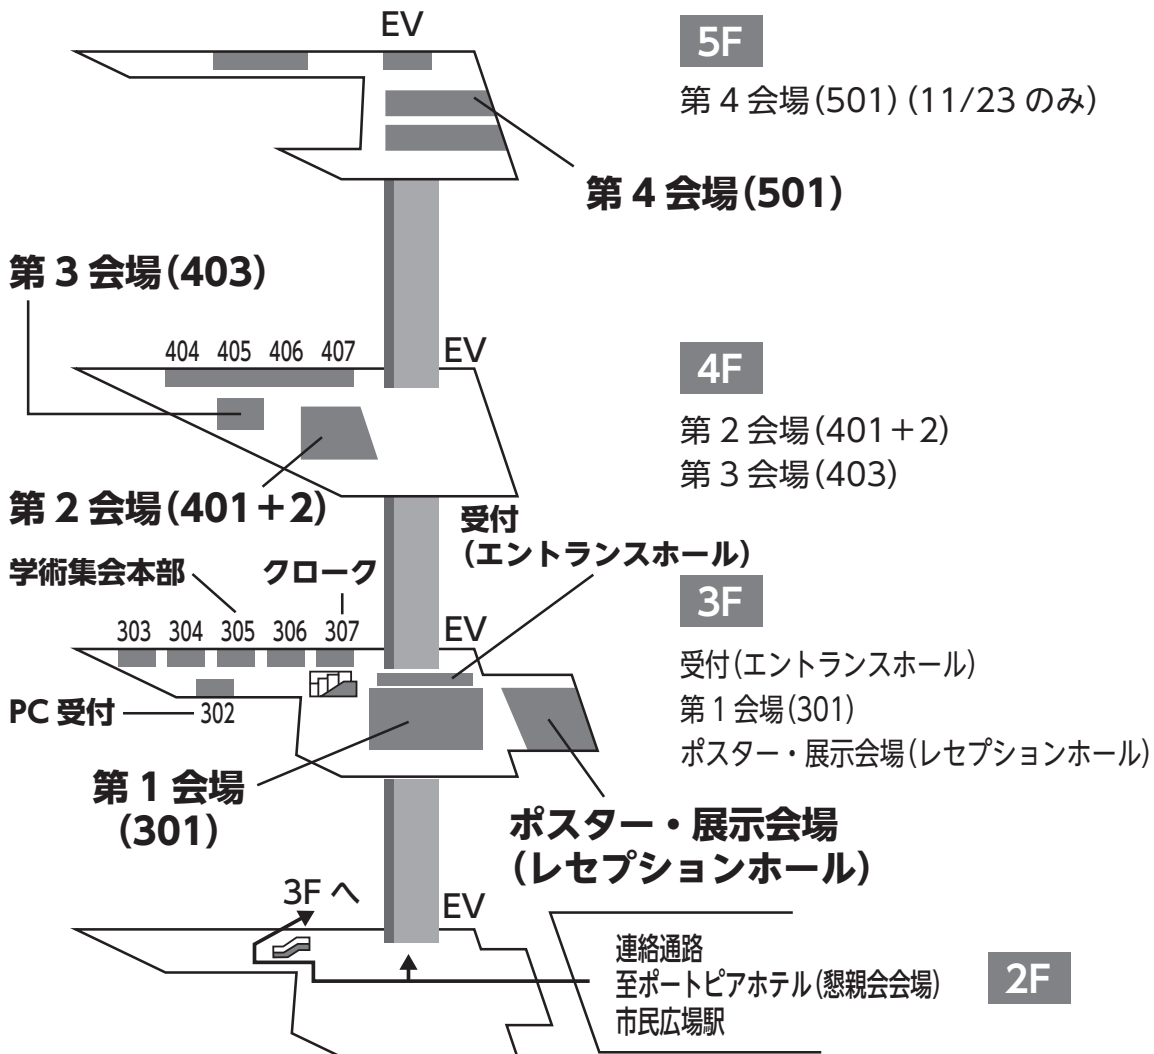 EV
5F
第4会場(501)(11/23のみ)
第4会場(501)
第3会場(403)
404 405 406 407
EV
4F
第2会場(401+2)
第3会場(403)
第2会場(401+2)
受付
(エントランスホール)
学術集会本部
クローク
3F
303 304 305 306 307
EV
受付(エントランスホール)
第1会場(301)
ポスター・展示会場(レセプションホール)
PC受付
302
第1会場
(301)
ポスター・展示会場
(レセプションホール)
3Fへ
EV
連絡通路
至ポートピアホテル(懇親会会場)
市民広場駅
2F